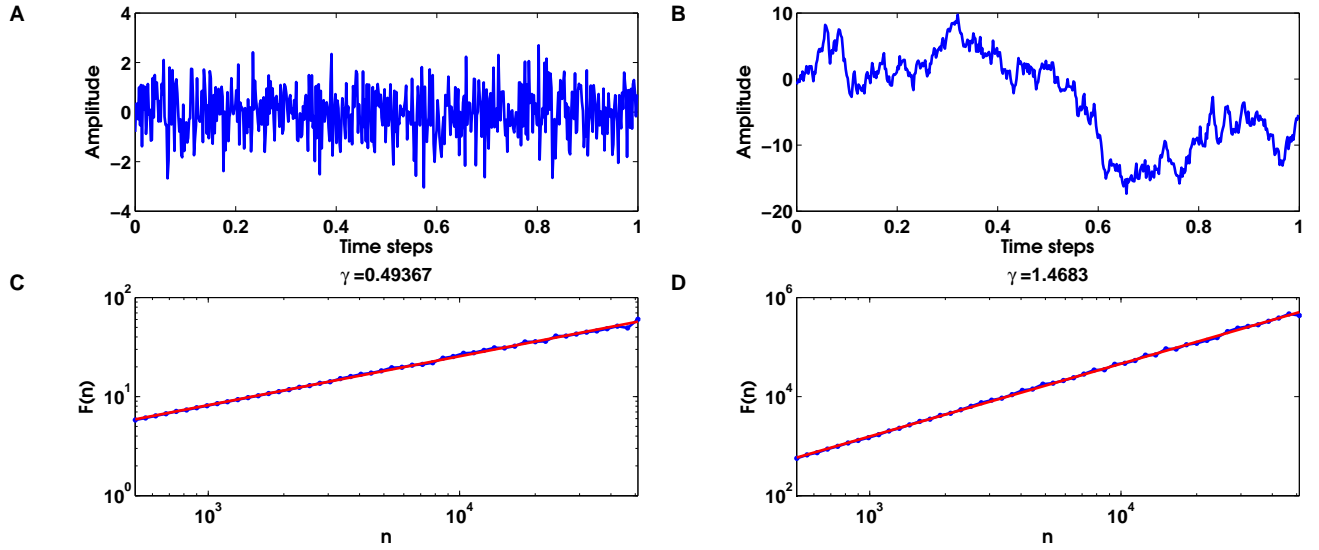 A
Amplitude
4
2
0
−2
−4
0 0.2 0.4 0.6 0.8 1
Time steps
B
Amplitude
10
0
−10
−20
0 0.2 0.4 0.6 0.8 1
Time steps
C
γ =0.49367
F(n)
10²
10¹
10⁰
10³ 10⁴
n
D
γ =1.4683
F(n)
10⁶
10⁴
10²
10³ 10⁴
n